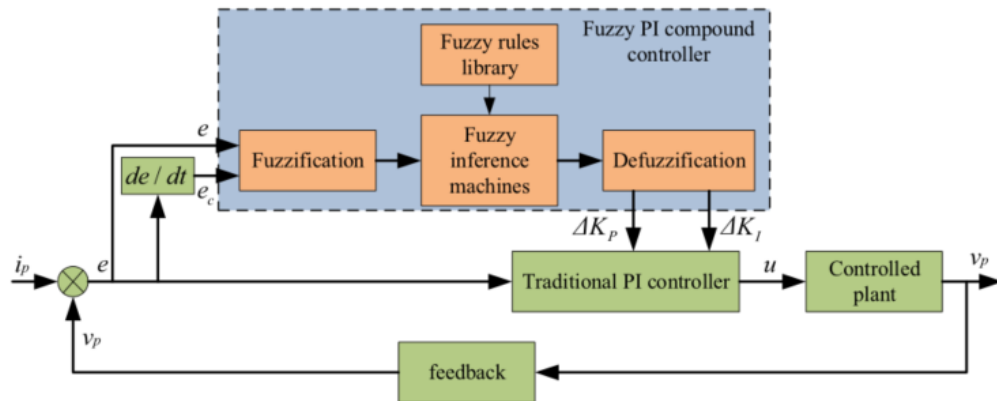 Fuzzy PI compound
controller
Fuzzy rules
library
e
Fuzzification
Fuzzy
inference
machines
Defuzzification
de / dt
e_c
ΔK_P
ΔK_I
i_p
e
Traditional PI controller
u
Controlled
plant
v_p
v_p
feedback